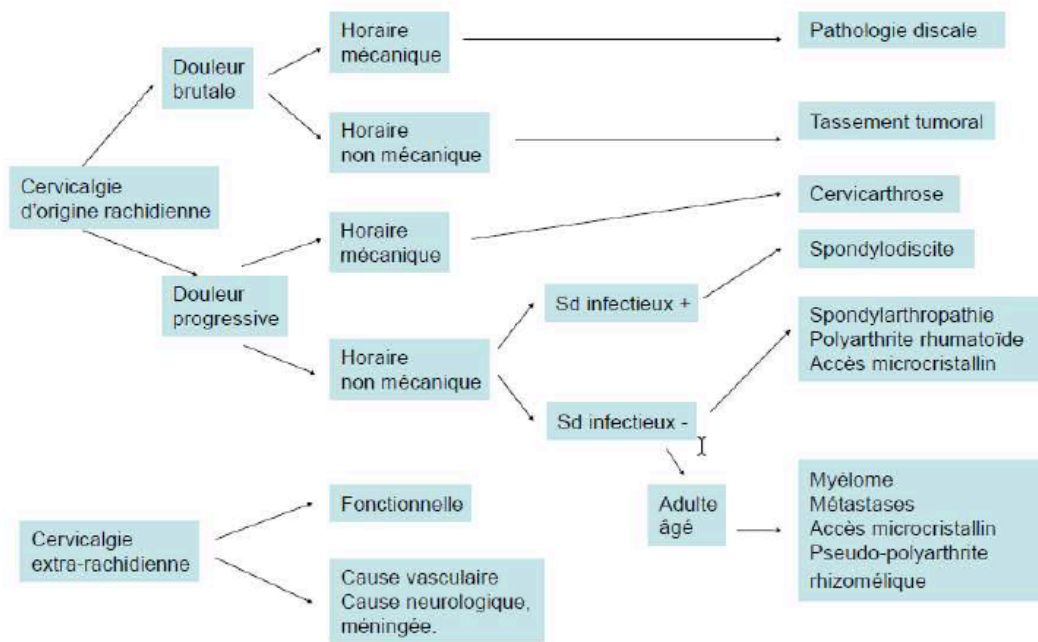 Horaire
mécanique
Pathologie discale
Douleur
brutale
Horaire
non mécanique
Tassement tumoral
Cervicalgie
d'origine rachidienne
Cervicarthrose
Horaire
mécanique
Spondylodiscite
Douleur
progressive
Sd infectieux +
Spondylarthropathie
Polyarthrite rhumatoïde
Accès microcristallin
Horaire
non mécanique
Sd infectieux -
Adulte
âgé
Myélome
Métastases
Accès microcristallin
Pseudo-polyarthrite
rhizomélique
Cervicalgie
extra-rachidienne
Fonctionnelle
Cause vasculaire
Cause neurologique,
méningée.